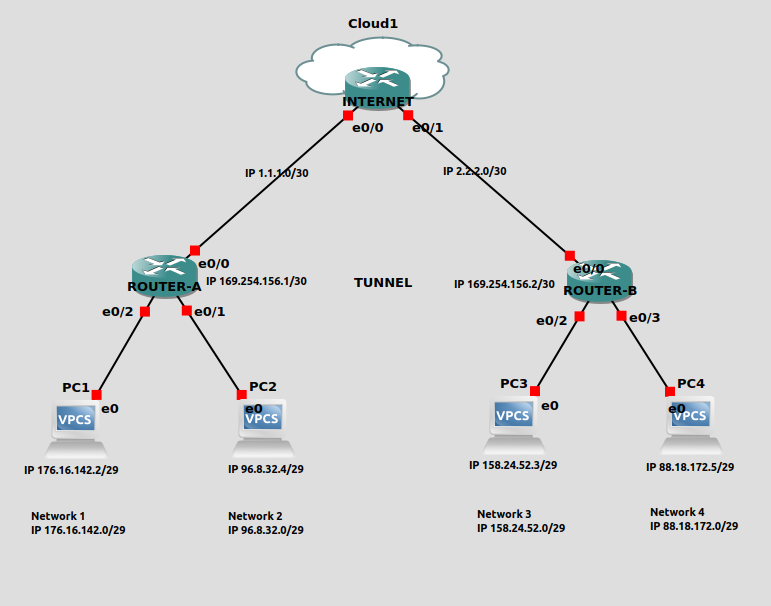 Cloud1
INTERNET
e0/0
e0/1
IP 1.1.1.0/30
IP 2.2.2.0/30
e0/0
e0/0
IP 169.254.156.1/30
TUNNEL
IP 169.254.156.2/30
ROUTER-A
ROUTER-B
e0/2
e0/1
e0/2
e0/3
PC1
PC2
PC3
PC4
e0
e0
e0
e0
VPCS
VPCS
VPCS
VPCS
IP 176.16.142.2/29
IP 96.8.32.4/29
IP 158.24.52.3/29
IP 88.18.172.5/29
Network 1
IP 176.16.142.0/29
Network 2
IP 96.8.32.0/29
Network 3
IP 158.24.52.0/29
Network 4
IP 88.18.172.0/29